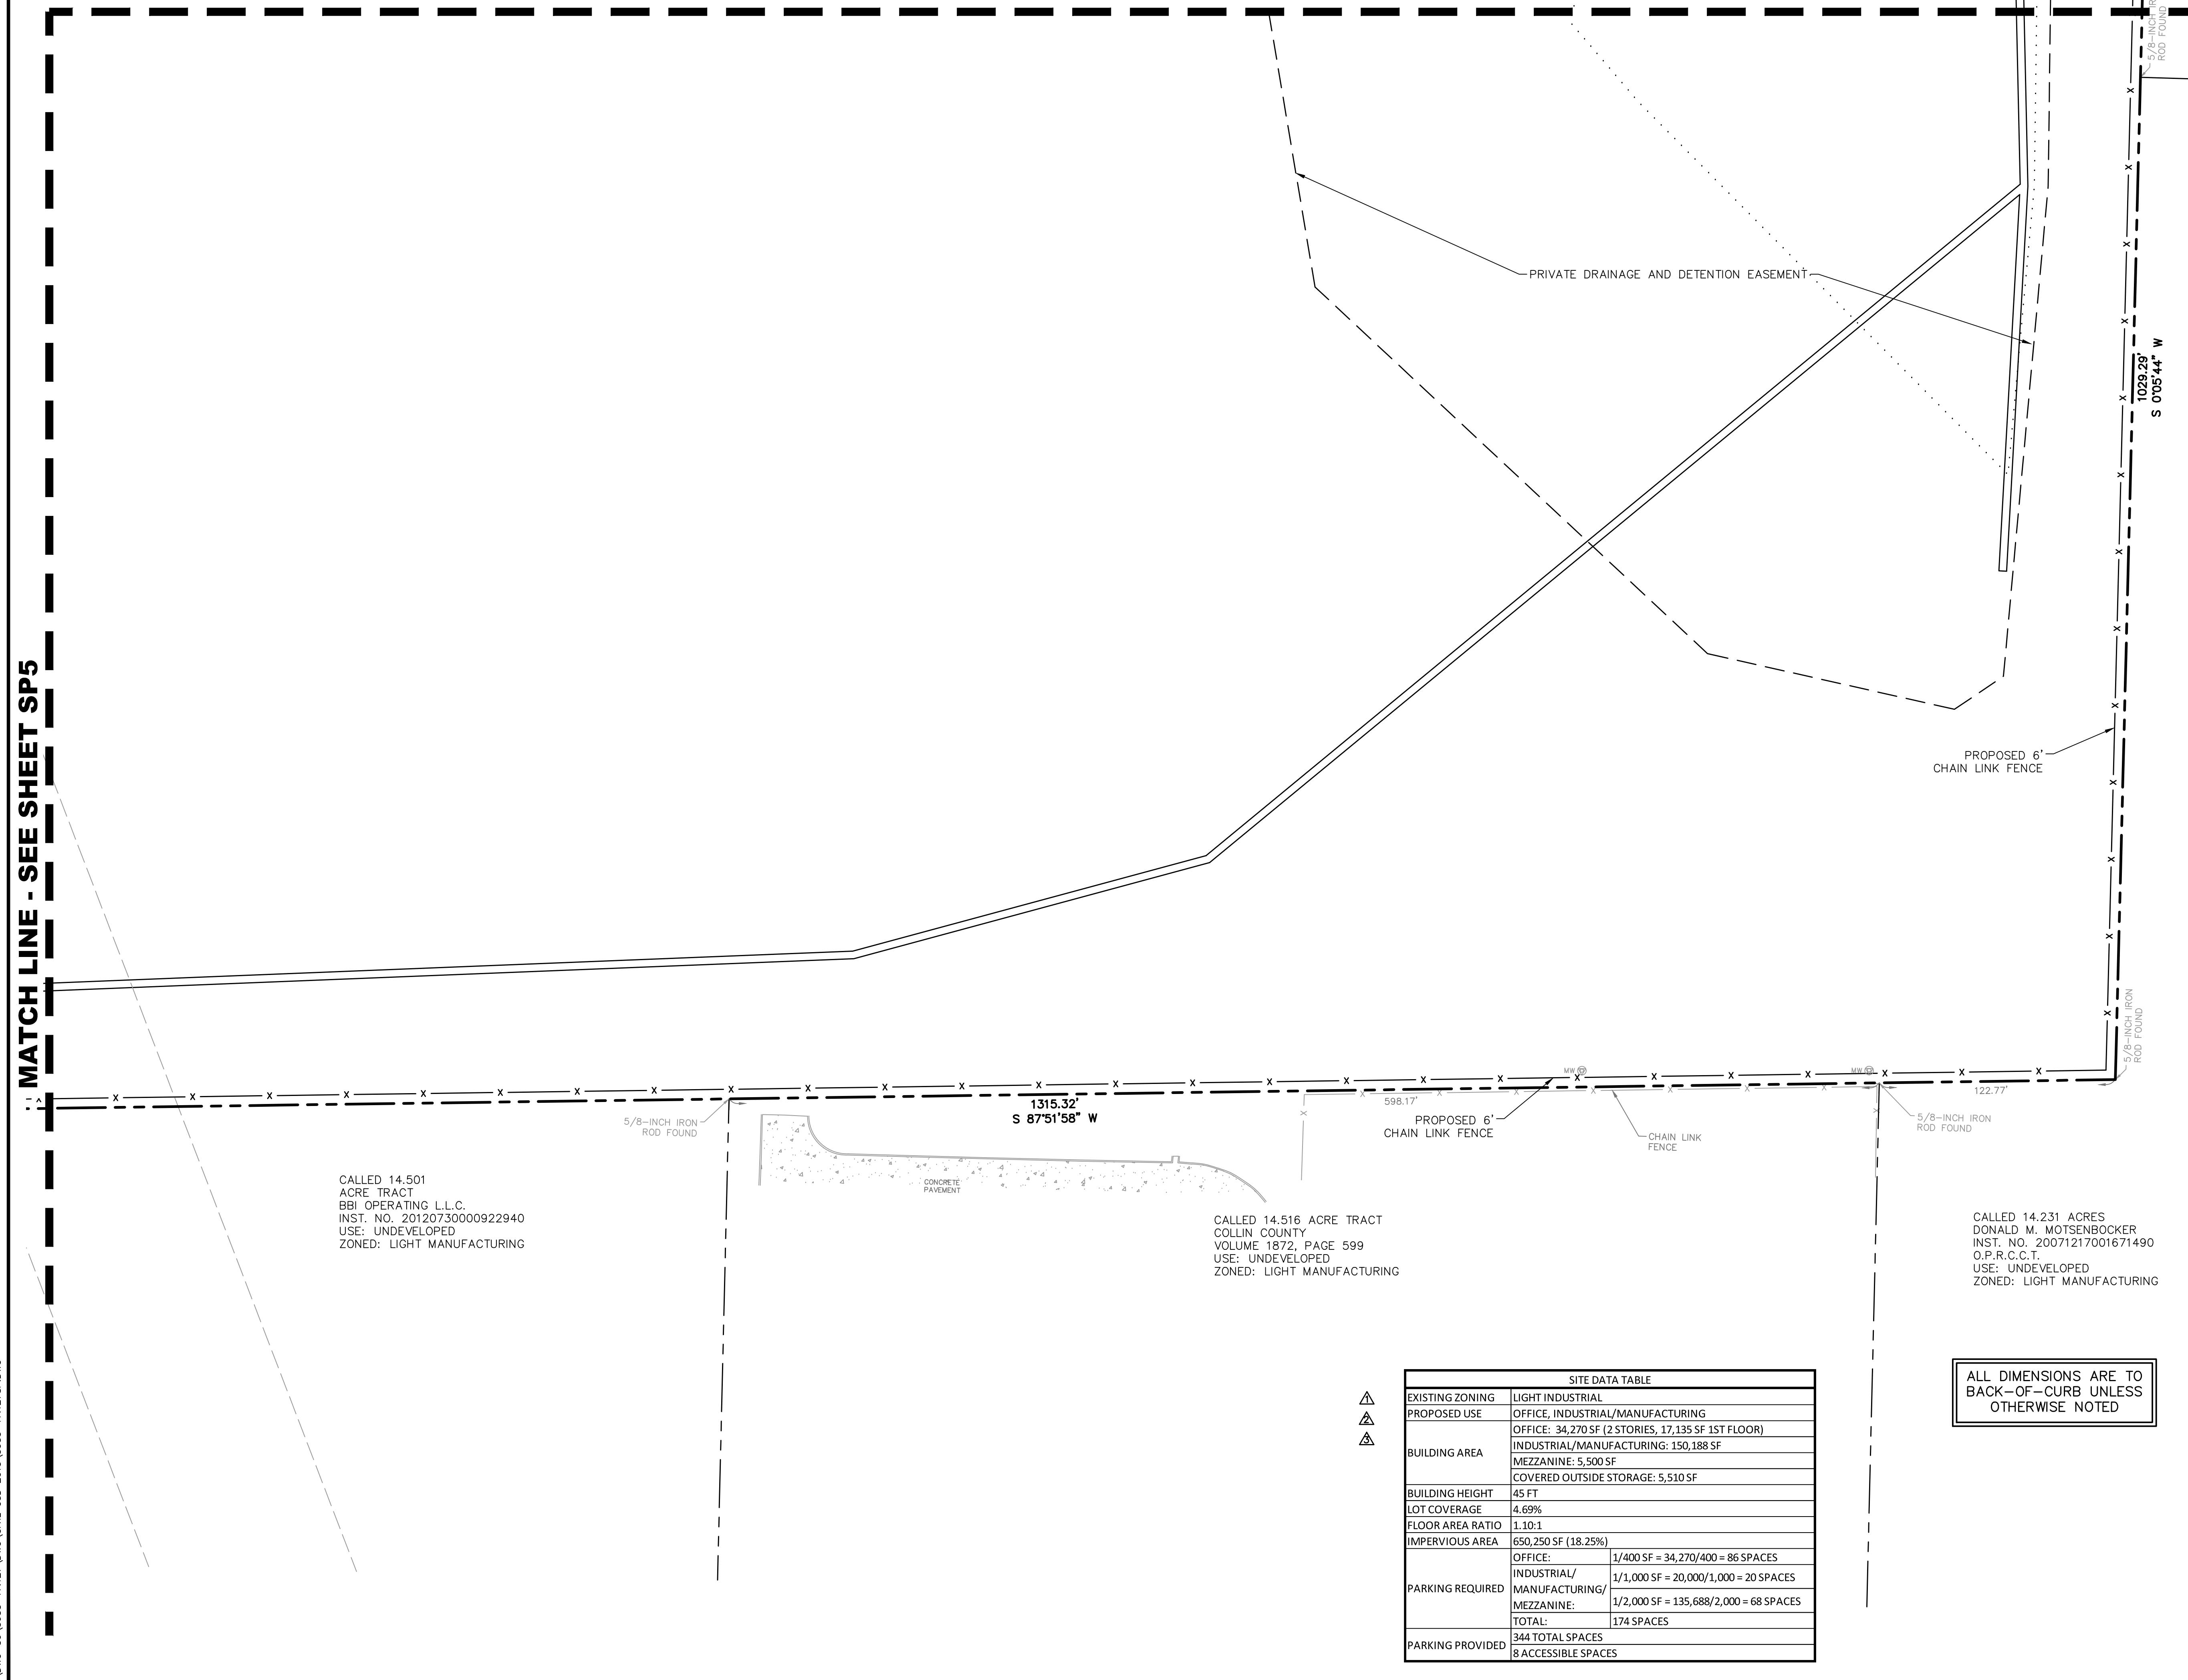 5/8-INCH IR
ROD FOUND
PRIVATE DRAINAGE AND DETENTION EASEMENT
1029.29'
S 0°05'44" W
MATCH LINE - SEE SHEET SP5
PROPOSED 6'
CHAIN LINK FENCE
5/8-INCH IRON
ROD FOUND
MW
MW
1315.32'
S 87°51'58" W
598.17'
122.77'
5/8-INCH IRON
ROD FOUND
PROPOSED 6'
CHAIN LINK FENCE
CHAIN LINK
FENCE
5/8-INCH IRON
ROD FOUND
CONCRETE
PAVEMENT
CALLED 14.501
ACRE TRACT
BBI OPERATING L.L.C.
INST. NO. 20120730000922940
USE: UNDEVELOPED
ZONED: LIGHT MANUFACTURING
CALLED 14.516 ACRE TRACT
COLLIN COUNTY
VOLUME 1872, PAGE 599
USE: UNDEVELOPED
ZONED: LIGHT MANUFACTURING
CALLED 14.231 ACRES
DONALD M. MOTSENBOCKER
INST. NO. 20071217001671490
O.P.R.C.C.T.
USE: UNDEVELOPED
ZONED: LIGHT MANUFACTURING
ALL DIMENSIONS ARE TO
BACK-OF-CURB UNLESS
OTHERWISE NOTED
1
2
3
SITE DATA TABLE
EXISTING ZONING LIGHT INDUSTRIAL
PROPOSED USE OFFICE, INDUSTRIAL/MANUFACTURING
BUILDING AREA
OFFICE: 34,270 SF (2 STORIES, 17,135 SF 1ST FLOOR)
INDUSTRIAL/MANUFACTURING: 150,188 SF
MEZZANINE: 5,500 SF
COVERED OUTSIDE STORAGE: 5,510 SF
BUILDING HEIGHT 45 FT
LOT COVERAGE 4.69%
FLOOR AREA RATIO 1.10:1
IMPERVIOUS AREA 650,250 SF (18.25%)
PARKING REQUIRED
OFFICE: 1/400 SF = 34,270/400 = 86 SPACES
INDUSTRIAL/
MANUFACTURING/
MEZZANINE:
1/1,000 SF = 20,000/1,000 = 20 SPACES
1/2,000 SF = 135,688/2,000 = 68 SPACES
TOTAL: 174 SPACES
PARKING PROVIDED
344 TOTAL SPACES
8 ACCESSIBLE SPACES